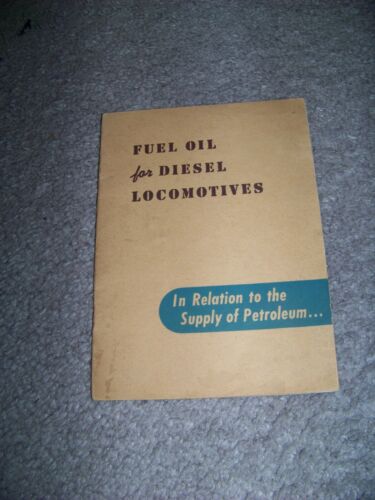 FUEL OIL
for DIESEL
LOCOMOTIVES
In Relation to the
Supply of Petroleum...